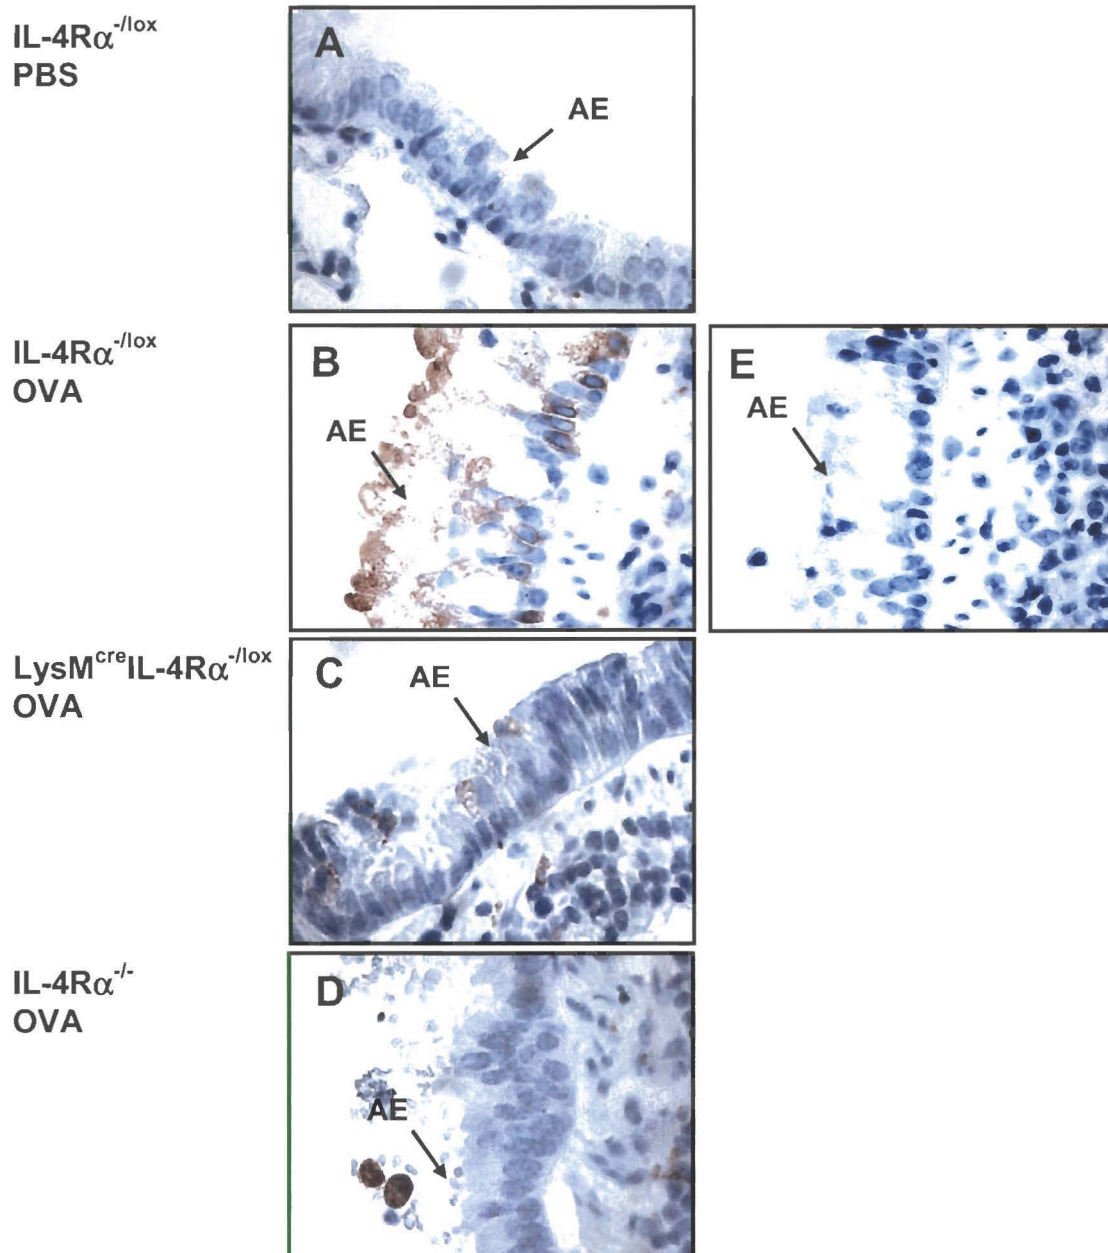 IL-4Rα-/lox
PBS
A
AE
IL-4Rα-/lox
OVA
B
AE
E
AE
LysMcreIL-4Rα-/lox
OVA
C
AE
IL-4Rα-/-
OVA
D
AE